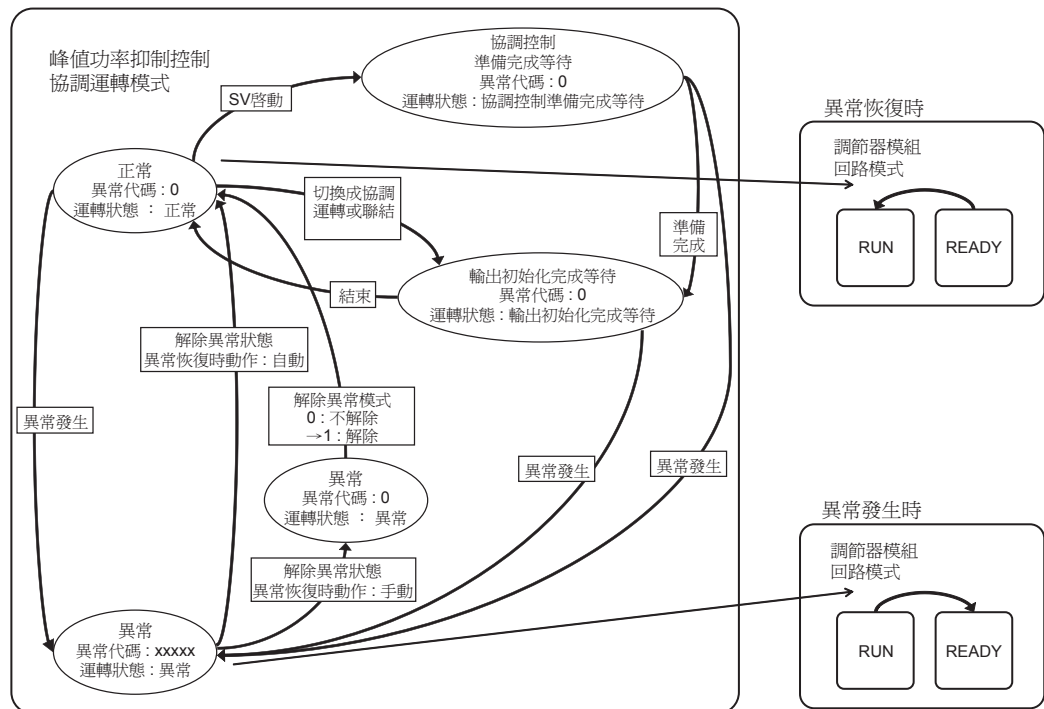 峰值功率抑制控制
協調運轉模式
協調控制
準備完成等待
異常代碼 : 0
運轉狀態 : 協調控制準備完成等待
SV啓動
正常
異常代碼 : 0
運轉狀態 : 正常
切換成協調
運轉或聯結
準備
完成
輸出初始化完成等待
異常代碼 : 0
運轉狀態 : 輸出初始化完成等待
結束
解除異常狀態
異常恢復時動作 : 自動
解除異常模式
0 : 不解除
→1 : 解除
異常發生
異常
異常代碼 : 0
運轉狀態 : 異常
異常發生
異常發生
解除異常狀態
異常恢復時動作 : 手動
異常
異常代碼 : xxxxx
運轉狀態 : 異常
異常恢復時
調節器模組
回路模式
RUN
READY
異常發生時
調節器模組
回路模式
RUN
READY